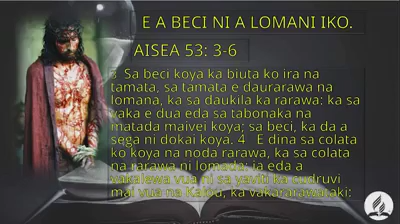 E A BECI NI A LOMANI IKO.
AISEA 53: 3-6
3 Sa beci koya ka biuta ko ira na
tamata, sa tamata e daurarawa na
lomana, ka sa daukila ka rarawa: ka sa
vaka e dua eda sa tabonaka na
matada maivei koya; sa beci, ka da a
sega ni dokai koya. 4 E dina sa colata
ko koya na noda rarawa, ka sa colata
na rarawa ni lomada: ia eda a
vakalewa vua ni sa yaviti ka cudruvi
mai vua na Kalou, ka vakararawataki: